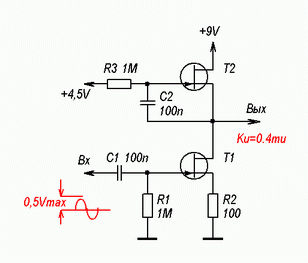 +9V
R3 1M
T2
+4,5V
C2
100n
Вых
Ku=0.4mu
Вх
C1 100n
T1
0,5Vmax
R1
1M
R2
100